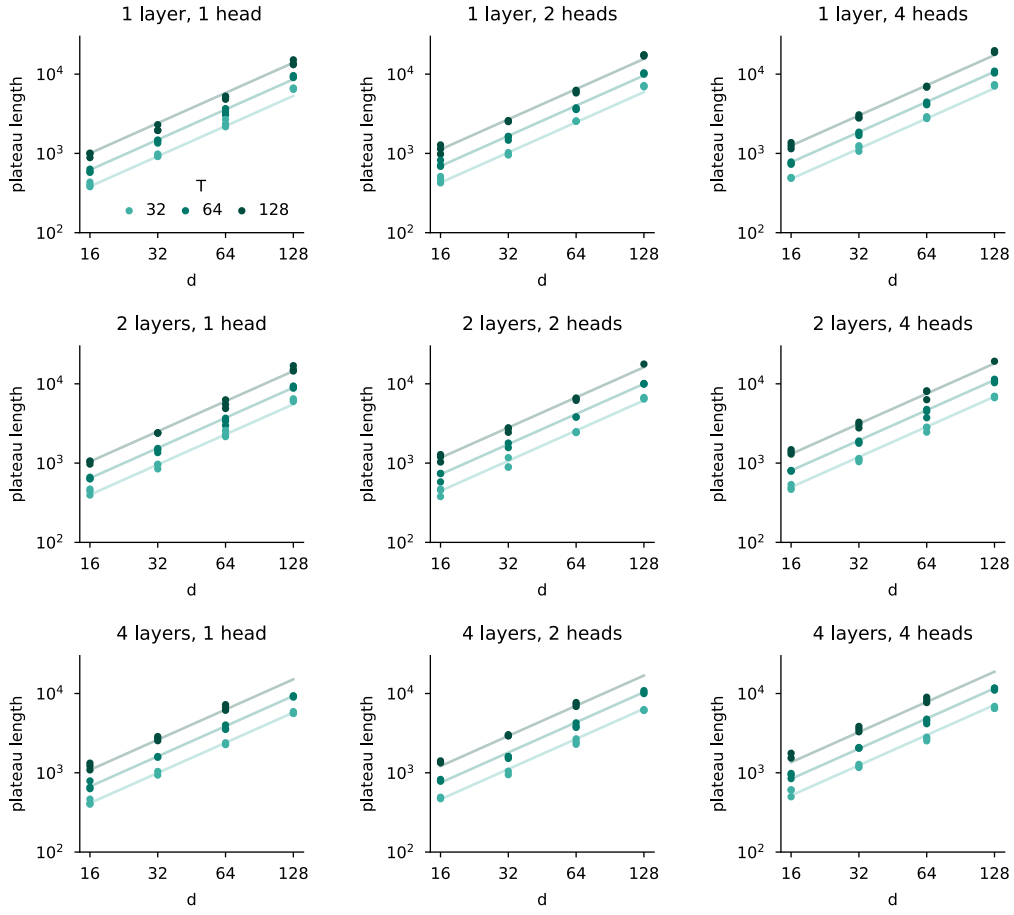 1 layer, 1 head
1 layer, 2 heads
1 layer, 4 heads
plateau length
10^4
10^3
10^2
T
32
64
128
16
32
64
128
d
plateau length
10^4
10^3
10^2
16
32
64
128
d
plateau length
10^4
10^3
10^2
16
32
64
128
d
2 layers, 1 head
2 layers, 2 heads
2 layers, 4 heads
plateau length
10^4
10^3
10^2
16
32
64
128
d
plateau length
10^4
10^3
10^2
16
32
64
128
d
plateau length
10^4
10^3
10^2
16
32
64
128
d
4 layers, 1 head
4 layers, 2 heads
4 layers, 4 heads
plateau length
10^4
10^3
10^2
16
32
64
128
d
plateau length
10^4
10^3
10^2
16
32
64
128
d
plateau length
10^4
10^3
10^2
16
32
64
128
d